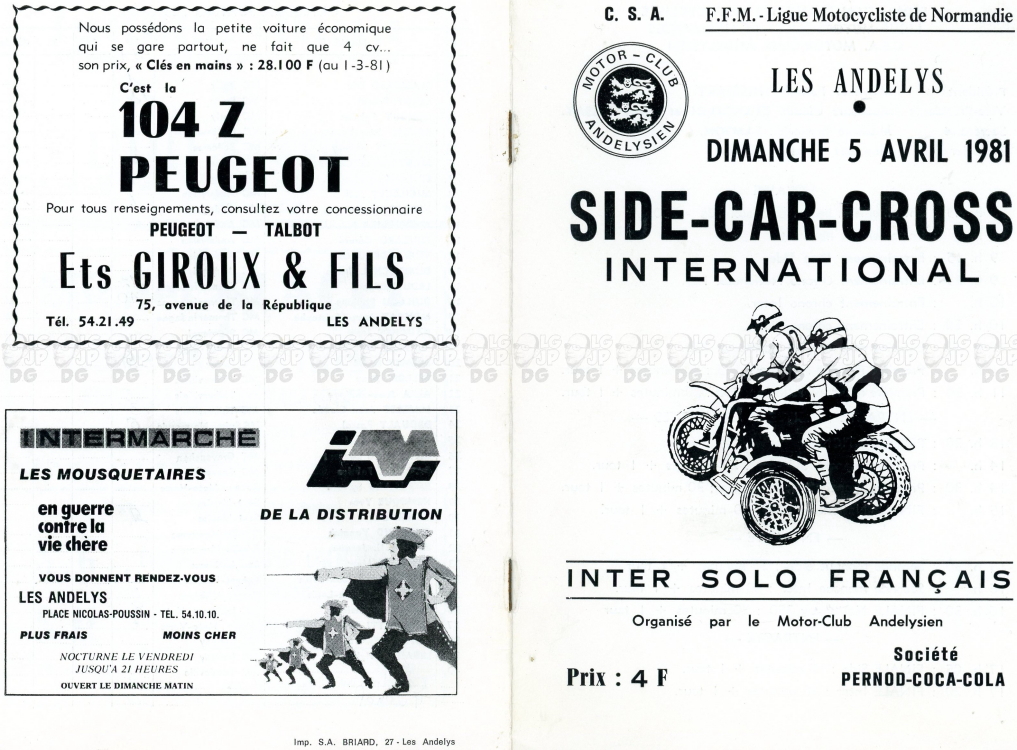 Nous possédons la petite voiture économique
qui se gare partout, ne fait que 4 cv...
son prix, « Clés en mains » : 28.100 F (au 1-3-81)
C'est la
104 Z
PEUGEOT
Pour tous renseignements, consultez votre concessionnaire
PEUGEOT — TALBOT
Ets GIROUX & FILS
75, avenue de la République
Tél. 54.21.49 LES ANDELYS
INTERMARCHÉ
LES MOUSQUETAIRES
DE LA DISTRIBUTION
en guerre
contre la
vie chère
VOUS DONNENT RENDEZ-VOUS
LES ANDELYS
PLACE NICOLAS-POUSSIN - TEL. 54.10.10.
PLUS FRAIS MOINS CHER
NOCTURNE LE VENDREDI
JUSQU'A 21 HEURES
OUVERT LE DIMANCHE MATIN
Imp. S.A. BRIARD, 27 - Les Andelys
C. S. A. F.F.M. - Ligue Motocycliste de Normandie
MOTOR-CLUB
ANDELYSIEN
LES ANDELYS
DIMANCHE 5 AVRIL 1981
SIDE-CAR-CROSS
INTERNATIONAL
INTER SOLO FRANÇAIS
Organisé par le Motor-Club Andelysien
Prix : 4 F
Société
PERNOD-COCA-COLA